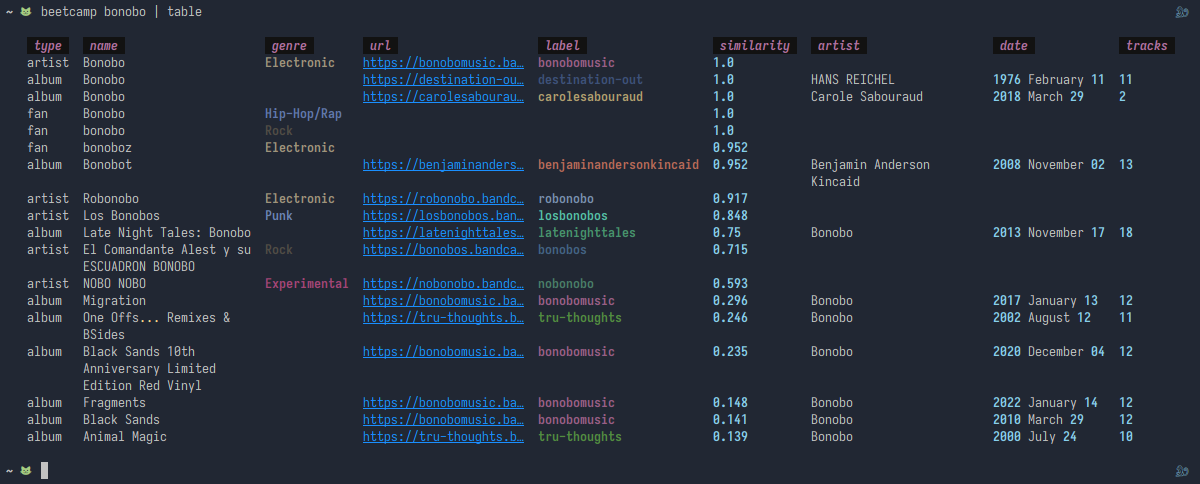 ~ beetcamp bonobo | table
type name genre url label similarity artist date tracks
artist Bonobo Electronic https://bonobomusic.ba… bonobomusic 1.0
album Bonobo https://destination-ou… destination-out 1.0 HANS REICHEL 1976 February 11 11
album Bonobo https://carolesabourau… carolesabouraud 1.0 Carole Sabouraud 2018 March 29 2
fan Bonobo Hip-Hop/Rap 1.0
fan bonobo Rock 1.0
fan bonoboz Electronic 0.952
album Bonobot https://benjaminanders… benjaminandersonkincaid 0.952 Benjamin Anderson 2008 November 02 13
Kincaid
artist Robonobo Electronic https://robonobo.bandc… robonobo 0.917
artist Los Bonobos Punk https://losbonobos.ban… losbonobos 0.848
album Late Night Tales: Bonobo https://latenighttales… latenighttales 0.75 Bonobo 2013 November 17 18
artist El Comandante Alest y su Rock https://bonobos.bandca… bonobos 0.715
ESCUADRON BONOBO
artist NOBO NOBO Experimental https://nobonobo.bandc… nobonobo 0.593
album Migration https://bonobomusic.ba… bonobomusic 0.296 Bonobo 2017 January 13 12
album One Offs... Remixes & https://tru-thoughts.b… tru-thoughts 0.246 Bonobo 2002 August 12 11
BSides
album Black Sands 10th https://bonobomusic.ba… bonobomusic 0.235 Bonobo 2020 December 04 12
Anniversary Limited
Edition Red Vinyl
album Fragments https://bonobomusic.ba… bonobomusic 0.148 Bonobo 2022 January 14 12
album Black Sands https://bonobomusic.ba… bonobomusic 0.141 Bonobo 2010 March 29 12
album Animal Magic https://tru-thoughts.b… tru-thoughts 0.139 Bonobo 2000 July 24 10
~